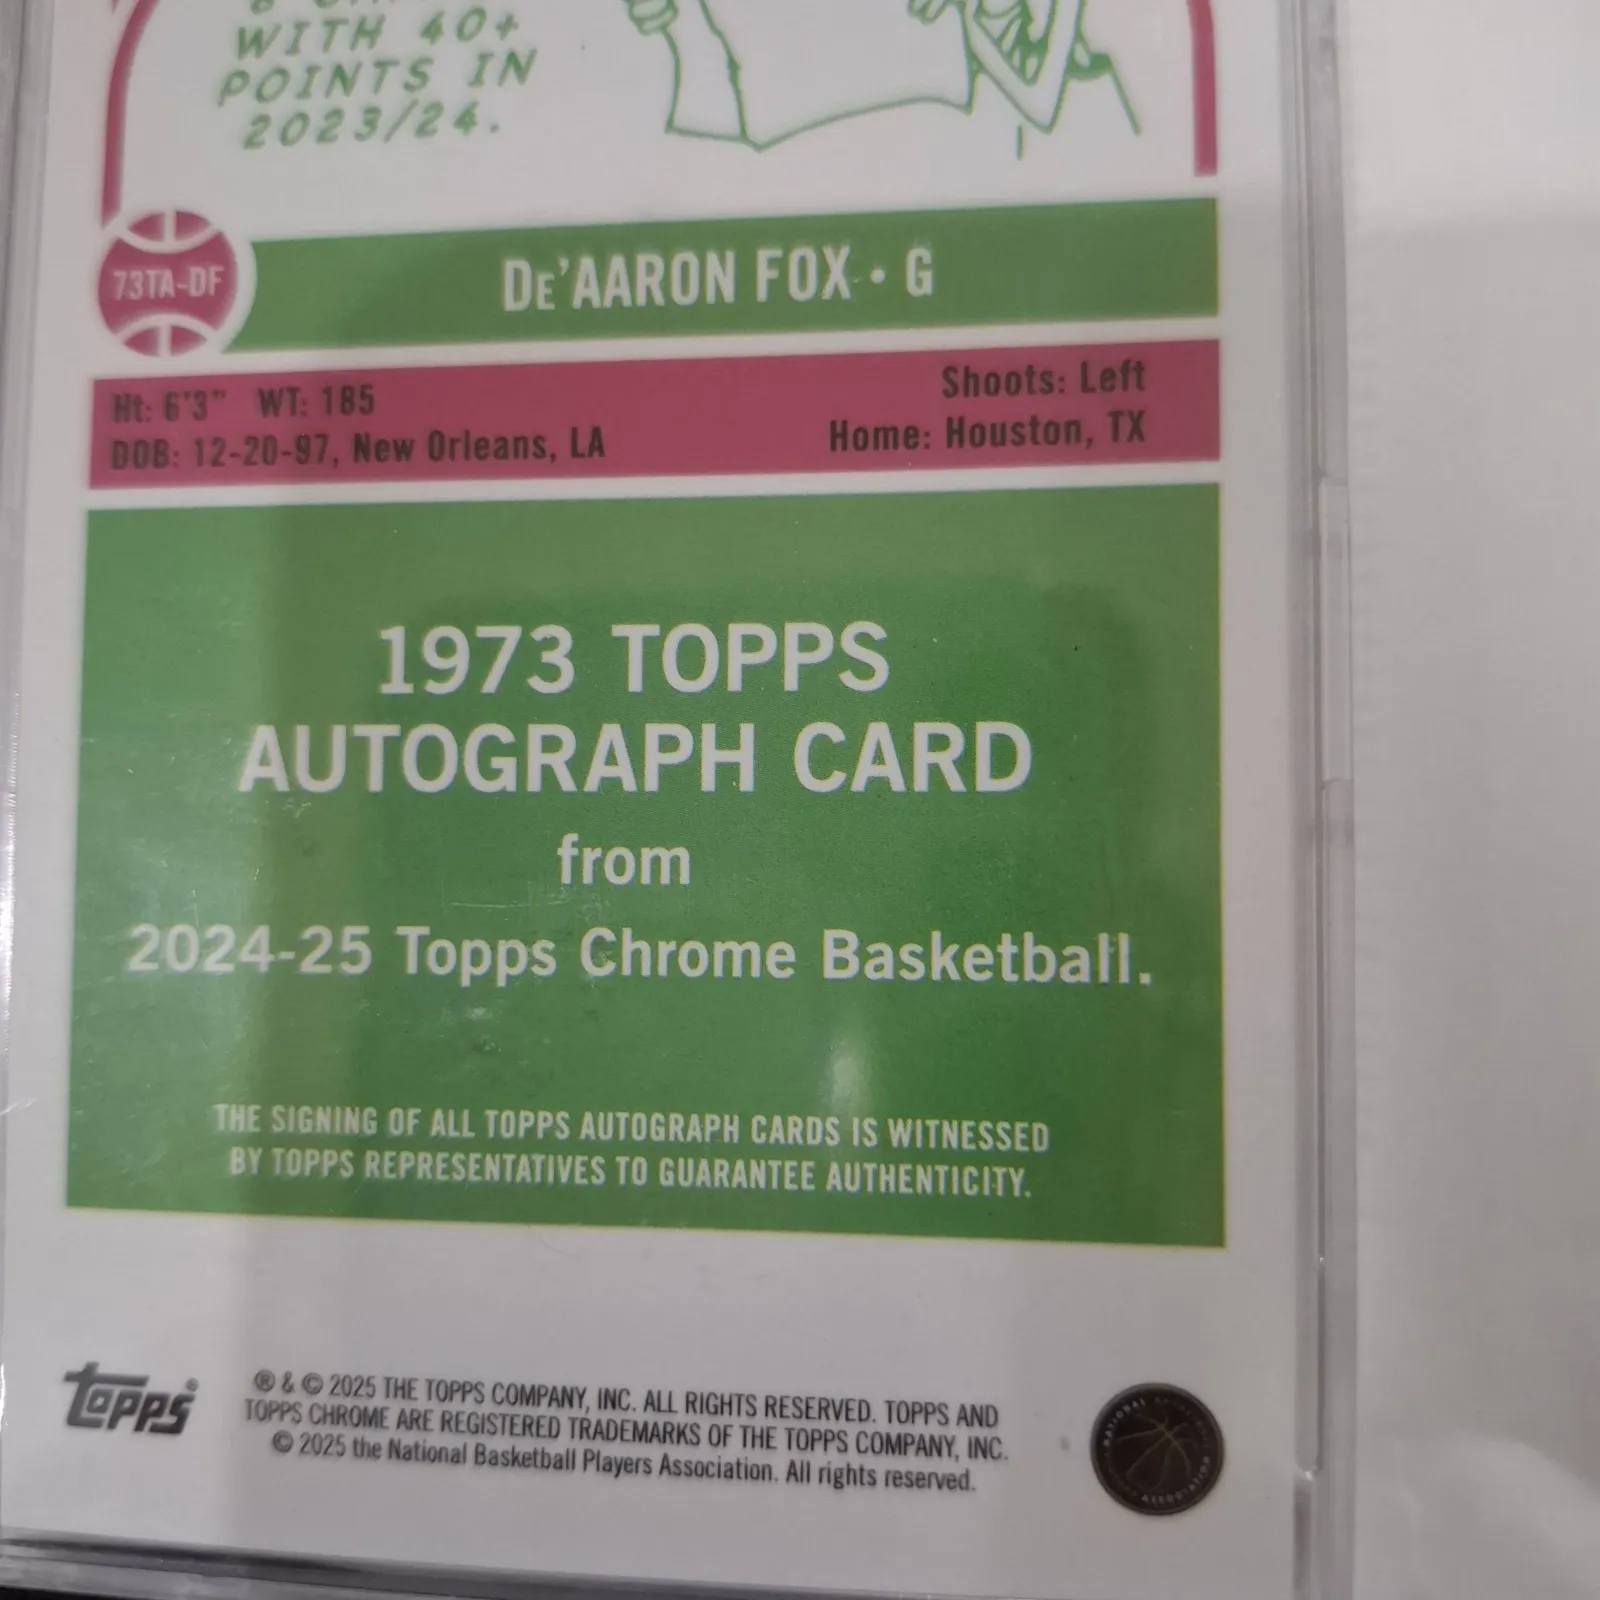 WITH 40+
POINTS IN
2023/24.
73TA-DF
DE'AARON FOX • G
Ht: 6'3" WT: 185
DOB: 12-20-97, New Orleans, LA
Shoots: Left
Home: Houston, TX
1973 TOPPS
AUTOGRAPH CARD
from
2024-25 Topps Chrome Basketball.
THE SIGNING OF ALL TOPPS AUTOGRAPH CARDS IS WITNESSED
BY TOPPS REPRESENTATIVES TO GUARANTEE AUTHENTICITY.
topps®
® & © 2025 THE TOPPS COMPANY, INC. ALL RIGHTS RESERVED. TOPPS AND
TOPPS CHROME ARE REGISTERED TRADEMARKS OF THE TOPPS COMPANY, INC.
© 2025 the National Basketball Players Association. All rights reserved.
NATIONAL
ASSOCIATION